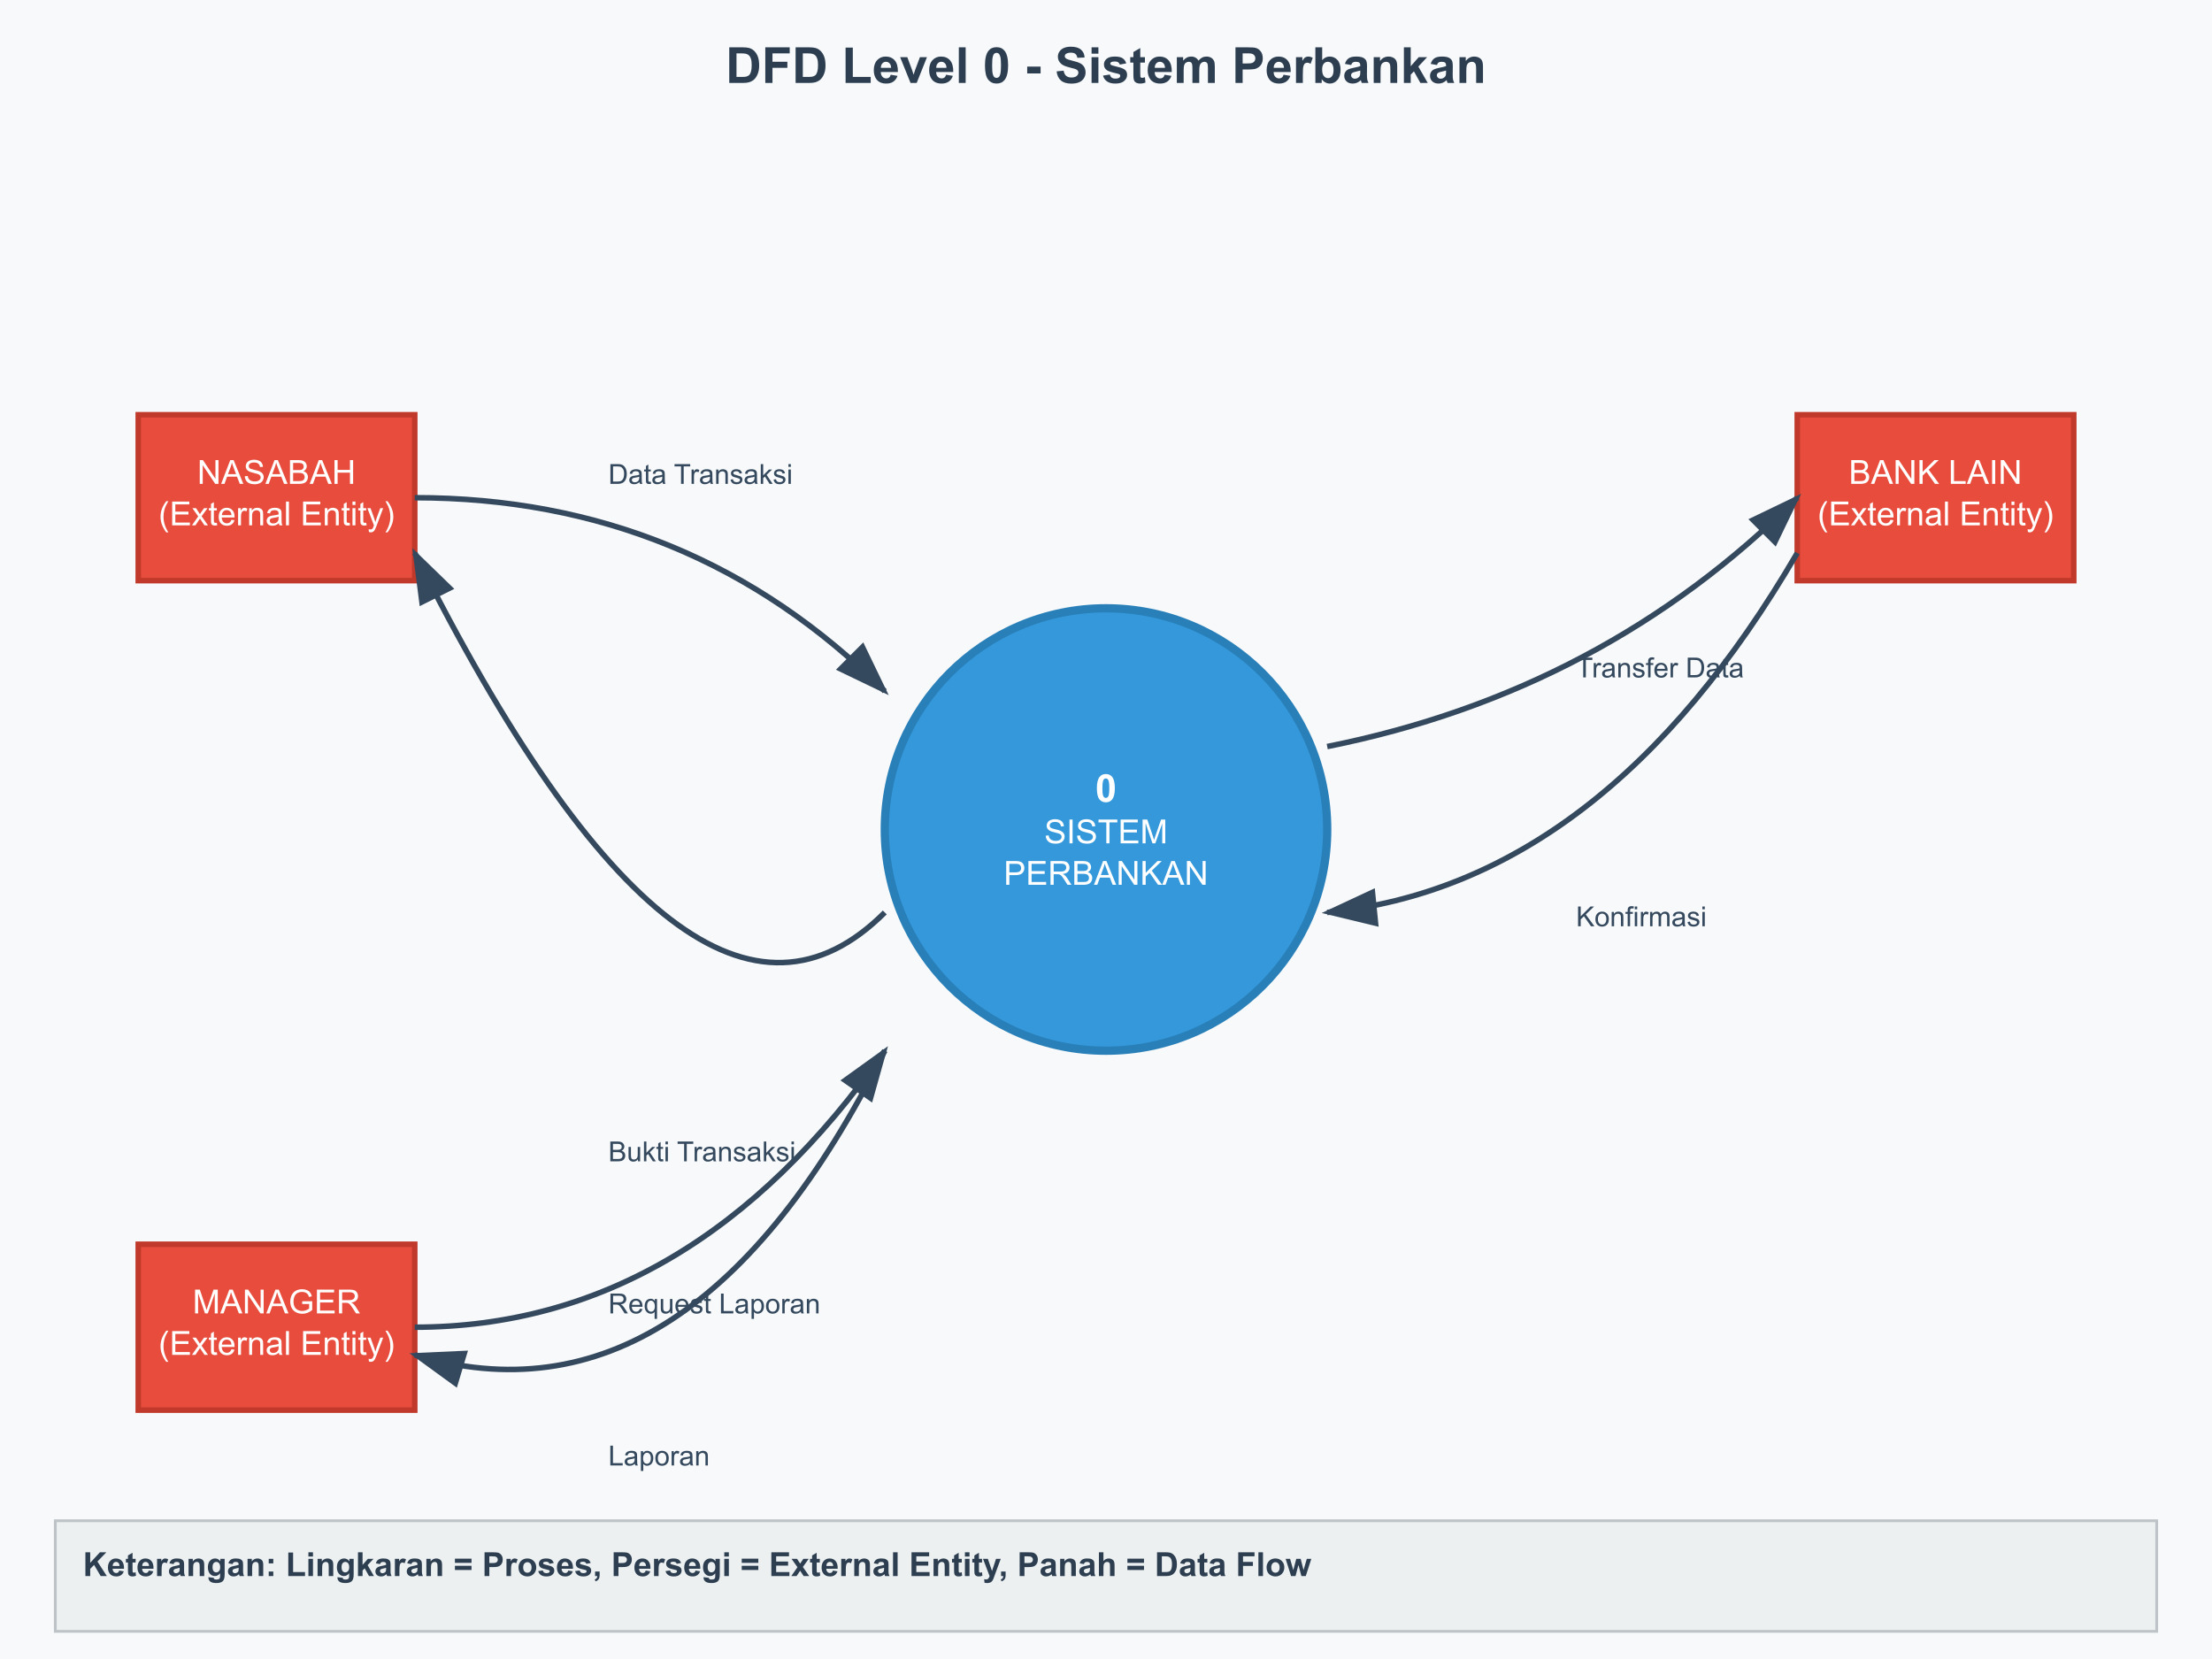 DFD Level 0 - Sistem Perbankan
NASABAH
(External Entity)
Data Transaksi
BANK LAIN
(External Entity)
Transfer Data
0
SISTEM
PERBANKAN
Konfirmasi
Bukti Transaksi
MANAGER
(External Entity)
Request Laporan
Laporan
Keterangan: Lingkaran = Proses, Persegi = External Entity, Panah = Data Flow